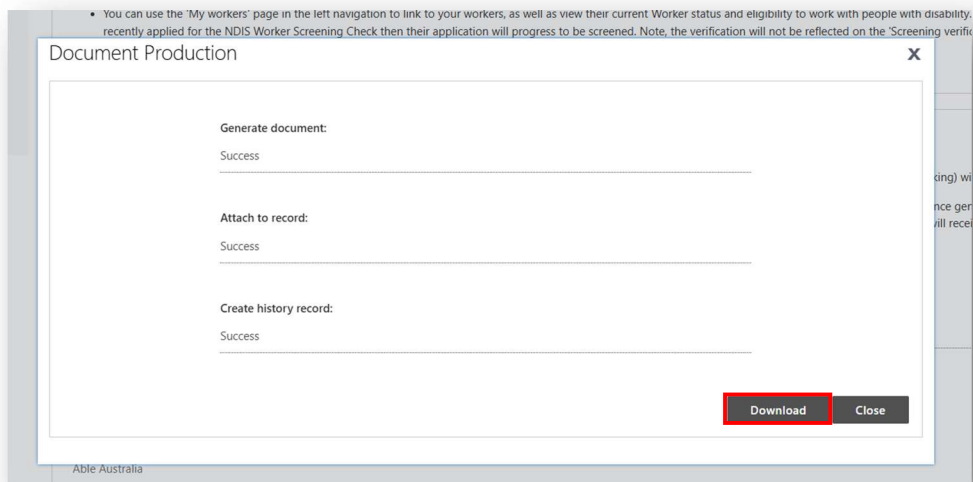 • You can use the 'My workers' page in the left navigation to link to your workers, as well as view their current Worker status and eligibility to work with people with disability.
recently applied for the NDIS Worker Screening Check then their application will progress to be screened. Note, the verification will not be reflected on the 'Screening
Document Production
X
Generate document:
Success
king) wi
Attach to record:
nce ger
will recei
Success
Create history record:
Success
Download
Close
Able Australia